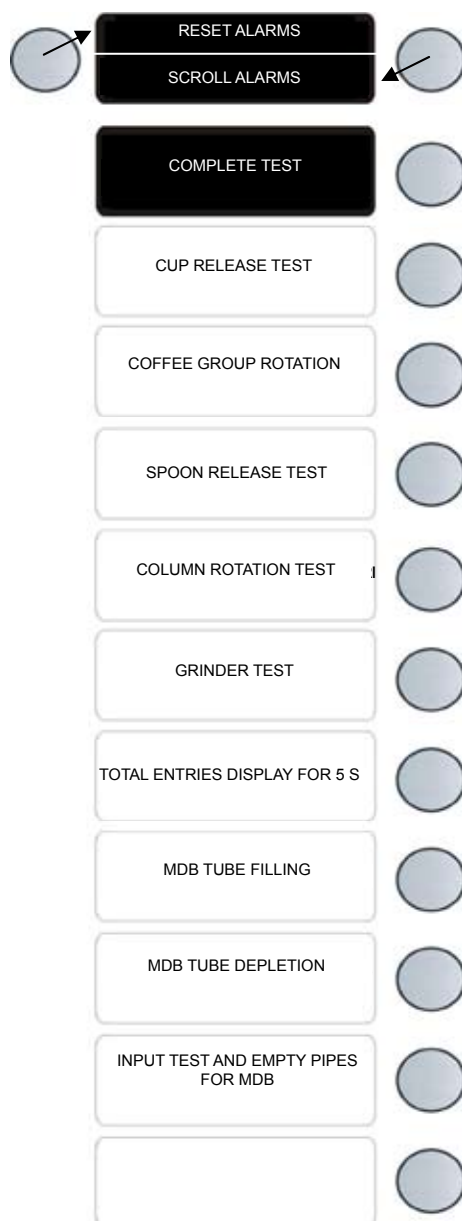 RESET ALARMS
SCROLL ALARMS
COMPLETE TEST
CUP RELEASE TEST
COFFEE GROUP ROTATION
SPOON RELEASE TEST
COLUMN ROTATION TEST
GRINDER TEST
TOTAL ENTRIES DISPLAY FOR 5 S
MDB TUBE FILLING
MDB TUBE DEPLETION
INPUT TEST AND EMPTY PIPES
FOR MDB